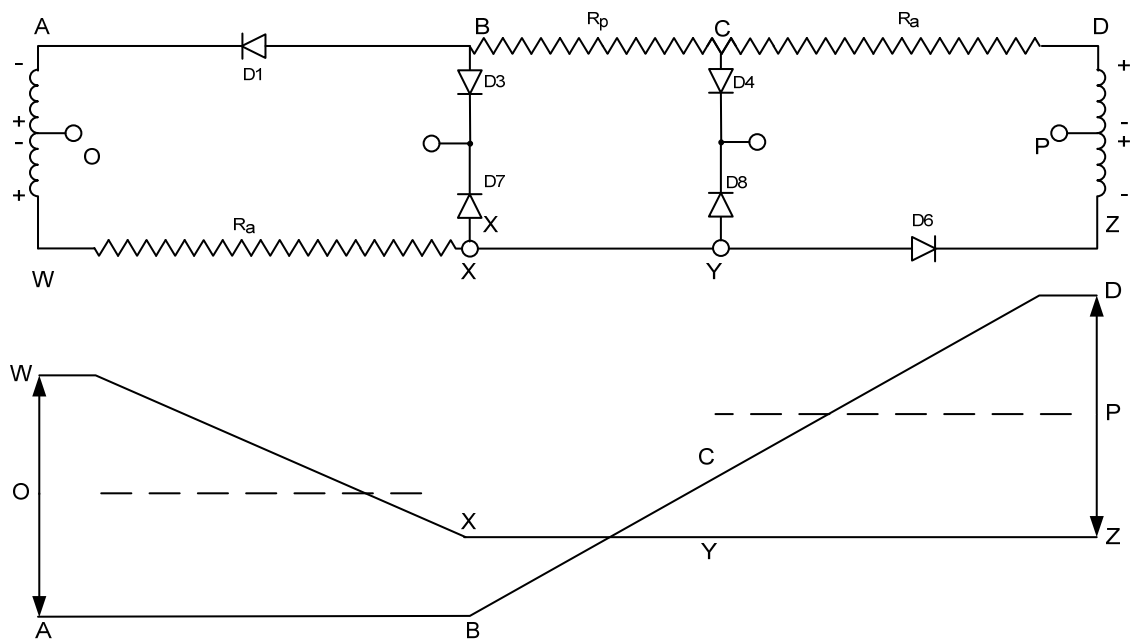 A B Rp C Ra D
D1 D3 D4
- + - +
O
+ - + -
P
D7 D8
Ra X D6 Z
W X Y
D
W
P
C
O
X Y Z
A B